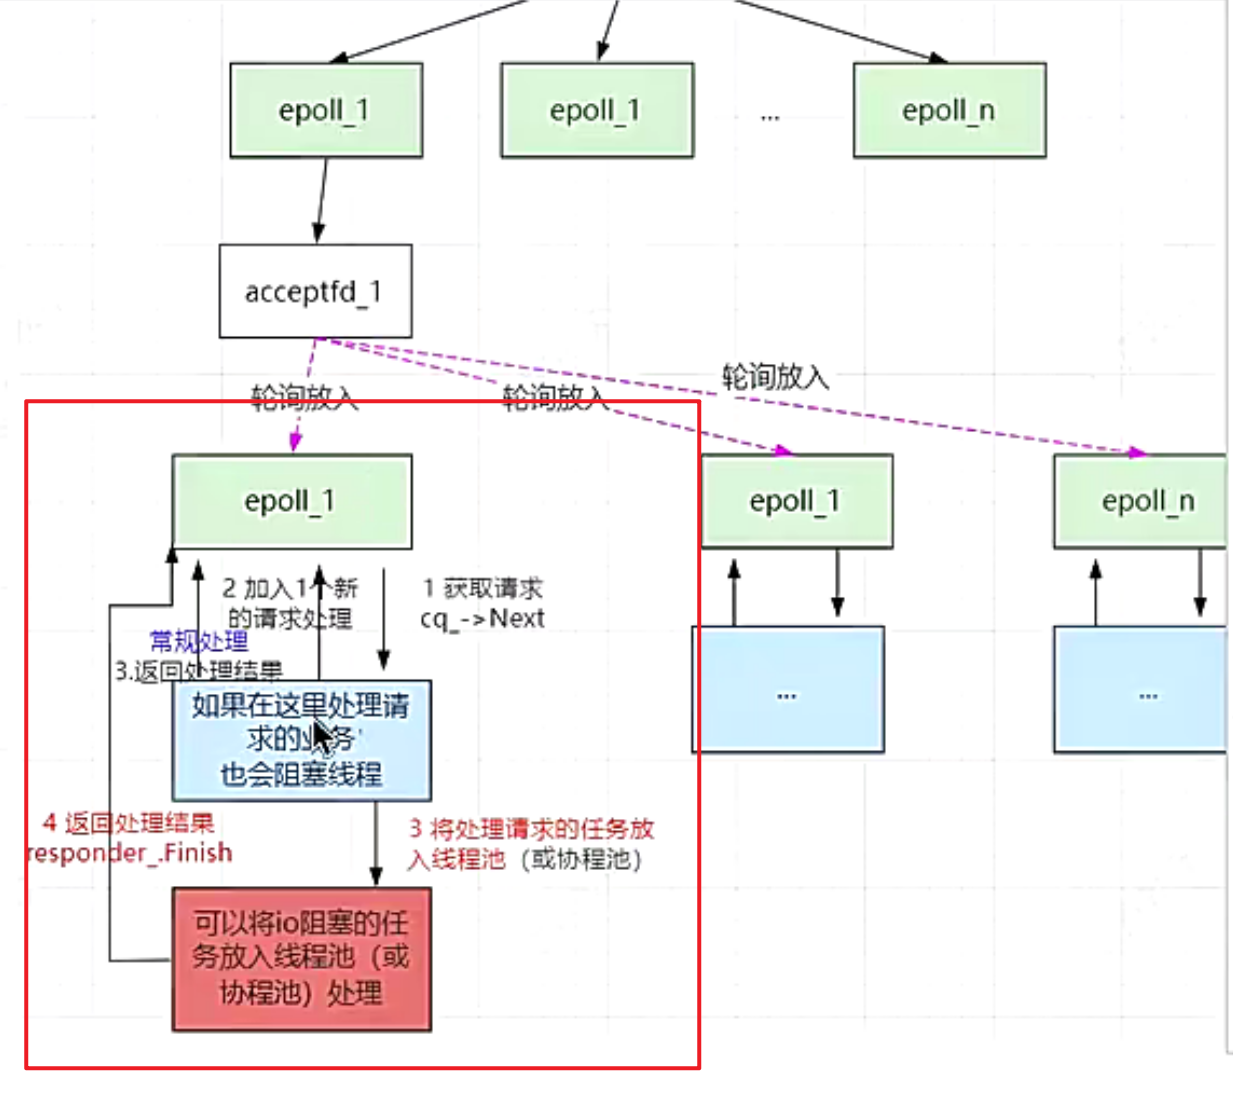 epoll_1
epoll_1
...
epoll_n
acceptfd_1
轮询放入
轮询放入
轮询放入
epoll_1
epoll_1
epoll_n
2 加入1个新
的请求处理
1 获取请求
cq_->Next
常规处理
3.返回处理结果
如果在这里处理请
求的业务
也会阻塞线程
...
...
4 返回处理结果
responder_.Finish
3 将处理请求的任务放
入线程池（或协程池）
可以将io阻塞的任
务放入线程池（或
协程池）处理